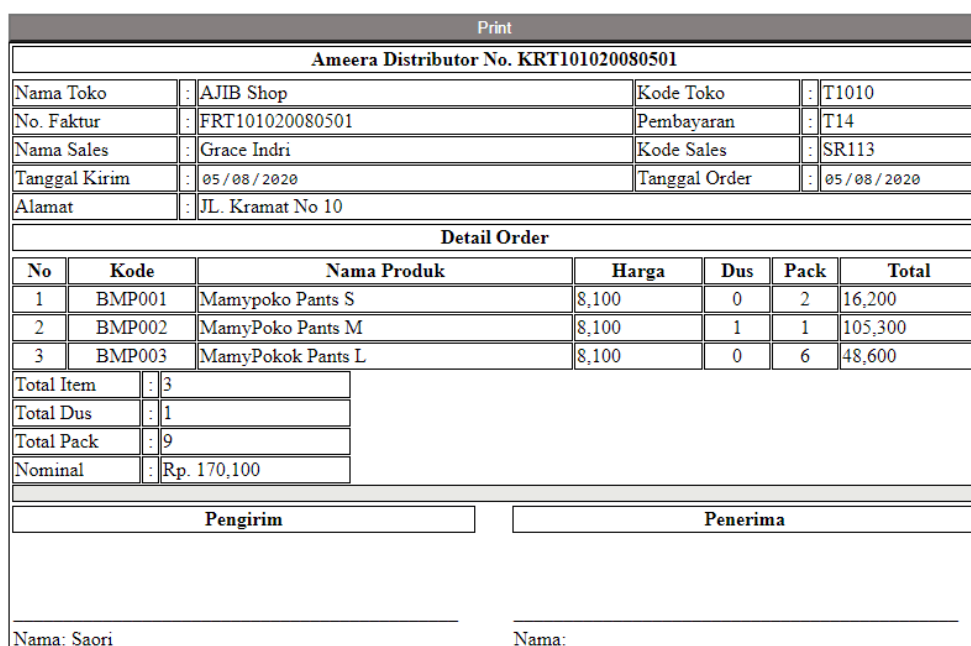 Print
Ameera Distributor No. KRT101020080501
Nama Toko : AJIB Shop Kode Toko : T1010
No. Faktur : FRT101020080501 Pembayaran : T14
Nama Sales : Grace Indri Kode Sales : SR113
Tanggal Kirim : 05/08/2020 Tanggal Order : 05/08/2020
Alamat : JL. Kramat No 10
Detail Order
No Kode Nama Produk Harga Dus Pack Total
1 BMP001 Mamypoko Pants S 8,100 0 2 16,200
2 BMP002 MamyPoko Pants M 8,100 1 1 105,300
3 BMP003 MamyPokok Pants L 8,100 0 6 48,600
Total Item : 3
Total Dus : 1
Total Pack : 9
Nominal : Rp. 170,100
Pengirim Penerima
Nama: Saori Nama: